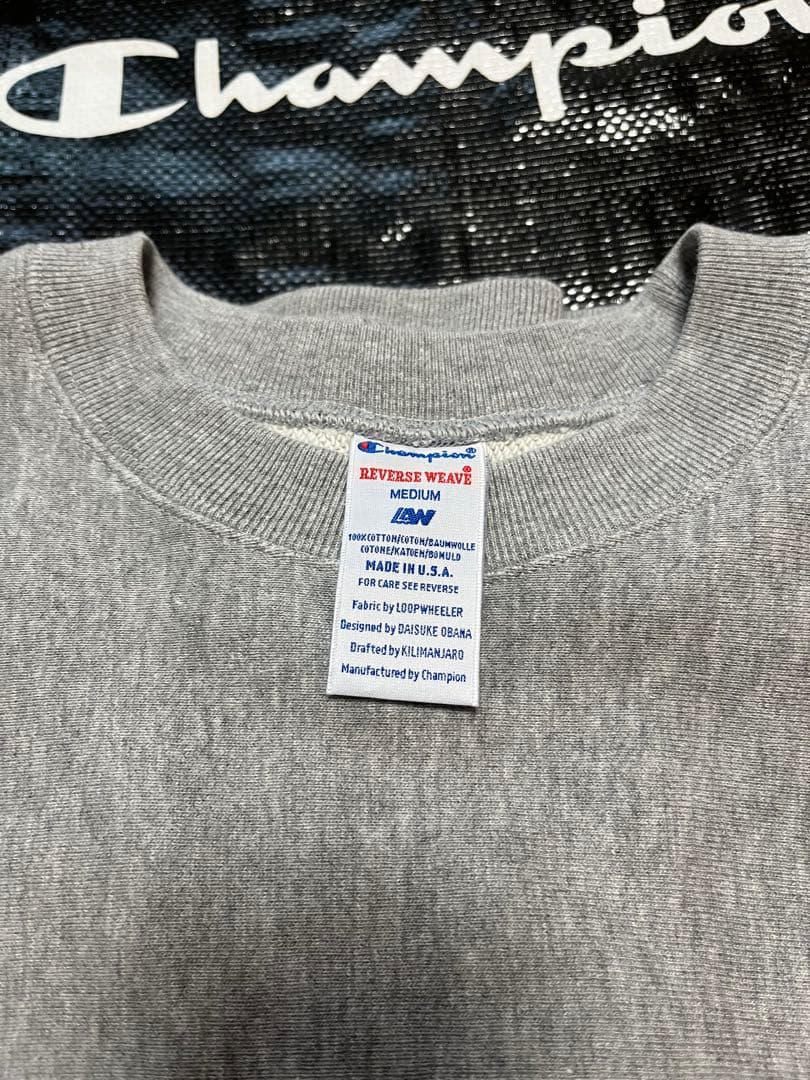 Champio
Champion®
REVERSE WEAVE®
MEDIUM
100%COTTON/COTON/BAUMWOLLE
COTONE/KATOEN/BOMULD
MADE IN U.S.A.
FOR CARE SEE REVERSE
Fabric by LOOPWHEELER
Designed by DAISUKE OBANA
Drafted by KILIMANJARO
Manufactured by Champion